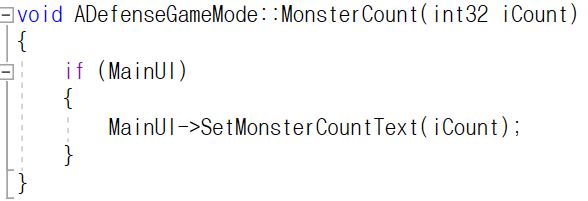 void ADefenseGameMode::MonsterCount(int32 iCount)
{
    if (MainUI)
    {
        MainUI->SetMonsterCountText(iCount);
    }
}